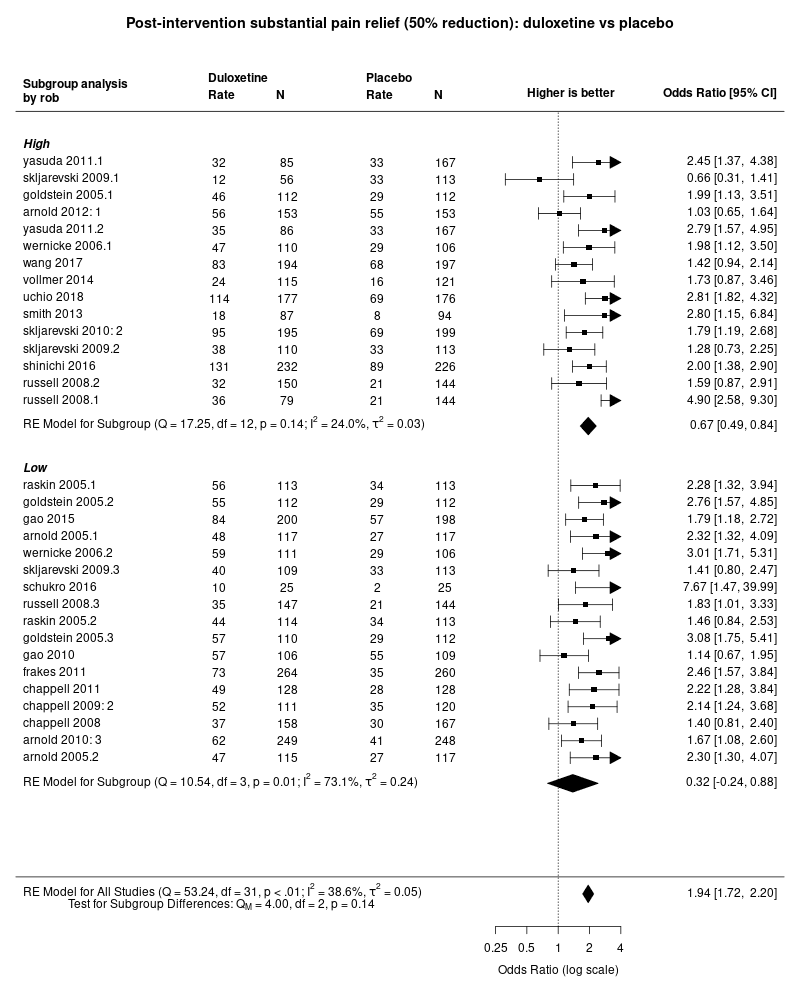 Post-intervention substantial pain relief (50% reduction): duloxetine vs placebo
Subgroup analysis by rob Duloxetine Rate N Placebo Rate N Higher is better Odds Ratio [95% CI]
High
yasuda 2011.1 32 85 33 167 2.45 [1.37, 4.38]
skljarevski 2009.1 12 56 33 113 0.66 [0.31, 1.41]
goldstein 2005.1 46 112 29 112 1.99 [1.13, 3.51]
arnold 2012: 1 56 153 55 153 1.03 [0.65, 1.64]
yasuda 2011.2 35 86 33 167 2.79 [1.57, 4.95]
wernicke 2006.1 47 110 29 106 1.98 [1.12, 3.50]
wang 2017 83 194 68 197 1.42 [0.94, 2.14]
vollmer 2014 24 115 16 121 1.73 [0.87, 3.46]
uchio 2018 114 177 69 176 2.81 [1.82, 4.32]
smith 2013 18 87 8 94 2.80 [1.15, 6.84]
skljarevski 2010: 2 95 195 69 199 1.79 [1.19, 2.68]
skljarevski 2009.2 38 110 33 113 1.28 [0.73, 2.25]
shinichi 2016 131 232 89 226 2.00 [1.38, 2.90]
russell 2008.2 32 150 21 144 1.59 [0.87, 2.91]
russell 2008.1 36 79 21 144 4.90 [2.58, 9.30]
RE Model for Subgroup (Q = 17.25, df = 12, p = 0.14; I2 = 24.0%, τ2 = 0.03) 0.67 [0.49, 0.84]
Low
raskin 2005.1 56 113 34 113 2.28 [1.32, 3.94]
goldstein 2005.2 55 112 29 112 2.76 [1.57, 4.85]
gao 2015 84 200 57 198 1.79 [1.18, 2.72]
arnold 2005.1 48 117 27 117 2.32 [1.32, 4.09]
wernicke 2006.2 59 111 29 106 3.01 [1.71, 5.31]
skljarevski 2009.3 40 109 33 113 1.41 [0.80, 2.47]
schukro 2016 10 25 2 25 7.67 [1.47, 39.99]
russell 2008.3 35 147 21 144 1.83 [1.01, 3.33]
raskin 2005.2 44 114 34 113 1.46 [0.84, 2.53]
goldstein 2005.3 57 110 29 112 3.08 [1.75, 5.41]
gao 2010 57 106 55 109 1.14 [0.67, 1.95]
frakes 2011 73 264 35 260 2.46 [1.57, 3.84]
chappell 2011 49 128 28 128 2.22 [1.28, 3.84]
chappell 2009: 2 52 111 35 120 2.14 [1.24, 3.68]
chappell 2008 37 158 30 167 1.40 [0.81, 2.40]
arnold 2010: 3 62 249 41 248 1.67 [1.08, 2.60]
arnold 2005.2 47 115 27 117 2.30 [1.30, 4.07]
RE Model for Subgroup (Q = 10.54, df = 3, p = 0.01; I2 = 73.1%, τ2 = 0.24) 0.32 [-0.24, 0.88]
RE Model for All Studies (Q = 53.24, df = 31, p < .01; I2 = 38.6%, τ2 = 0.05) 1.94 [1.72, 2.20]
Test for Subgroup Differences: QM = 4.00, df = 2, p = 0.14
0.25 0.5 1 2 4
Odds Ratio (log scale)